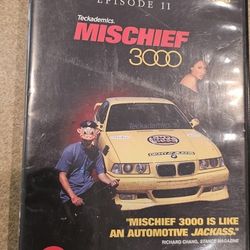 EPISODE II
Teckademics.
MISCHIEF
3000
"MISCHIEF 3000 IS LIKE
AN AUTOMOTIVE JACKASS."
RICHARD CHANG, STANCE MAGAZINE